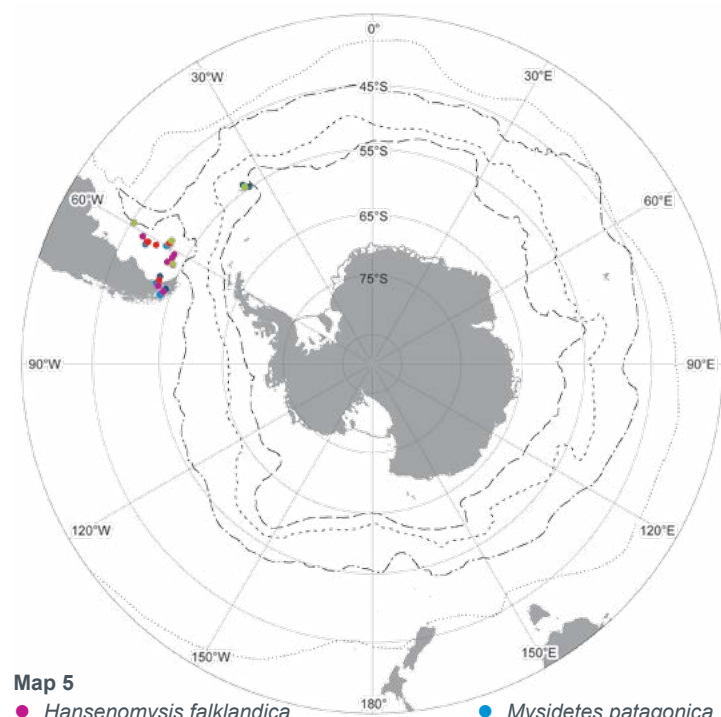 0°
30°W
30°E
45°S
55°S
60°W
60°E
65°S
75°S
90°W
90°E
120°W
120°E
150°W
150°E
180°
Map 5
Hansenomysis falklandica
Mysidetes patagonica